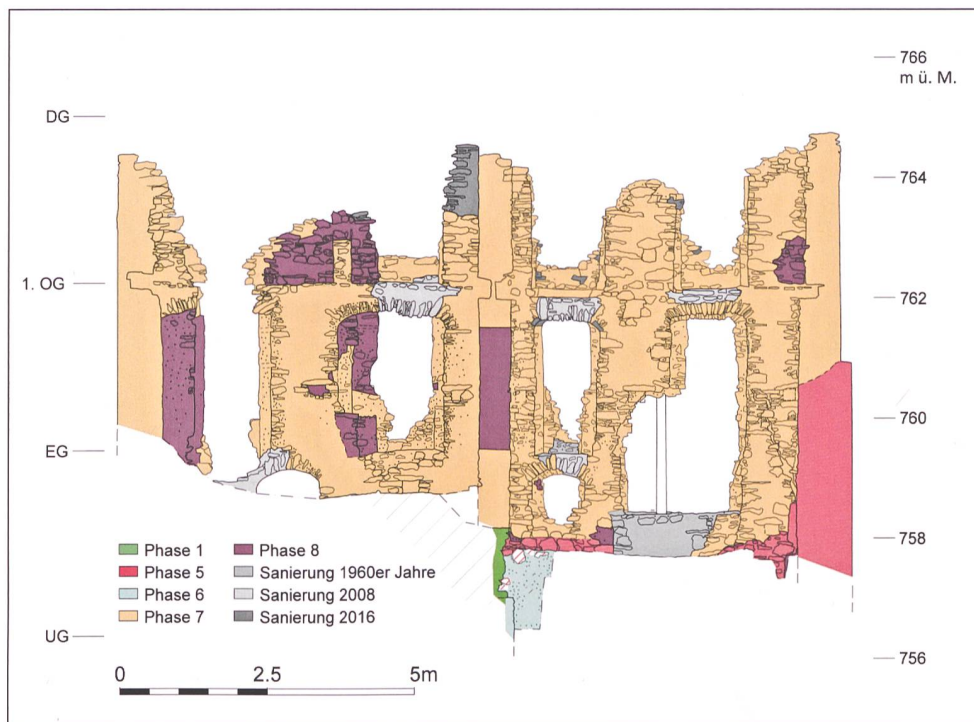 766
m ü. M.
DG
764
1. OG
762
760
EG
758
Phase 1
Phase 5
Phase 6
Phase 7
Phase 8
Sanierung 1960er Jahre
Sanierung 2008
Sanierung 2016
UG
756
0 2.5 5m